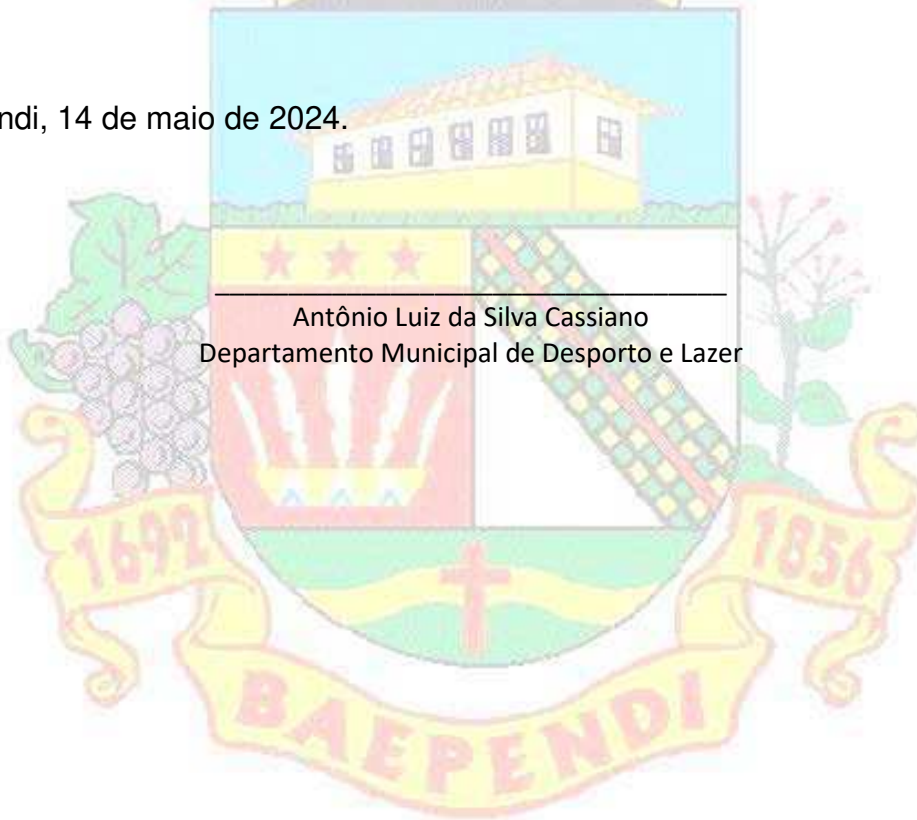 ndi, 14 de maio de 2024.
Antônio Luiz da Silva Cassiano
Departamento Municipal de Desporto e Lazer
1692
1856
BAEPENDI